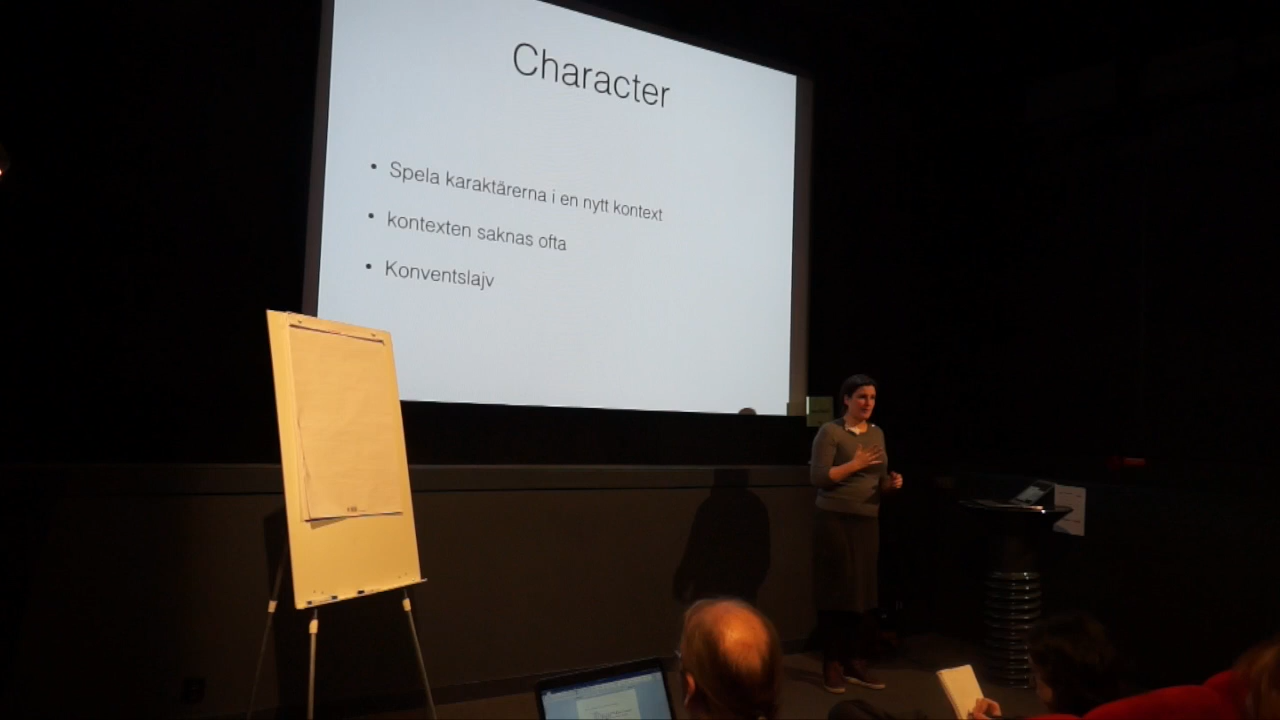 Character
• Spela karaktärerna i en nytt kontext
• kontexten saknas ofta
• Konventslajv